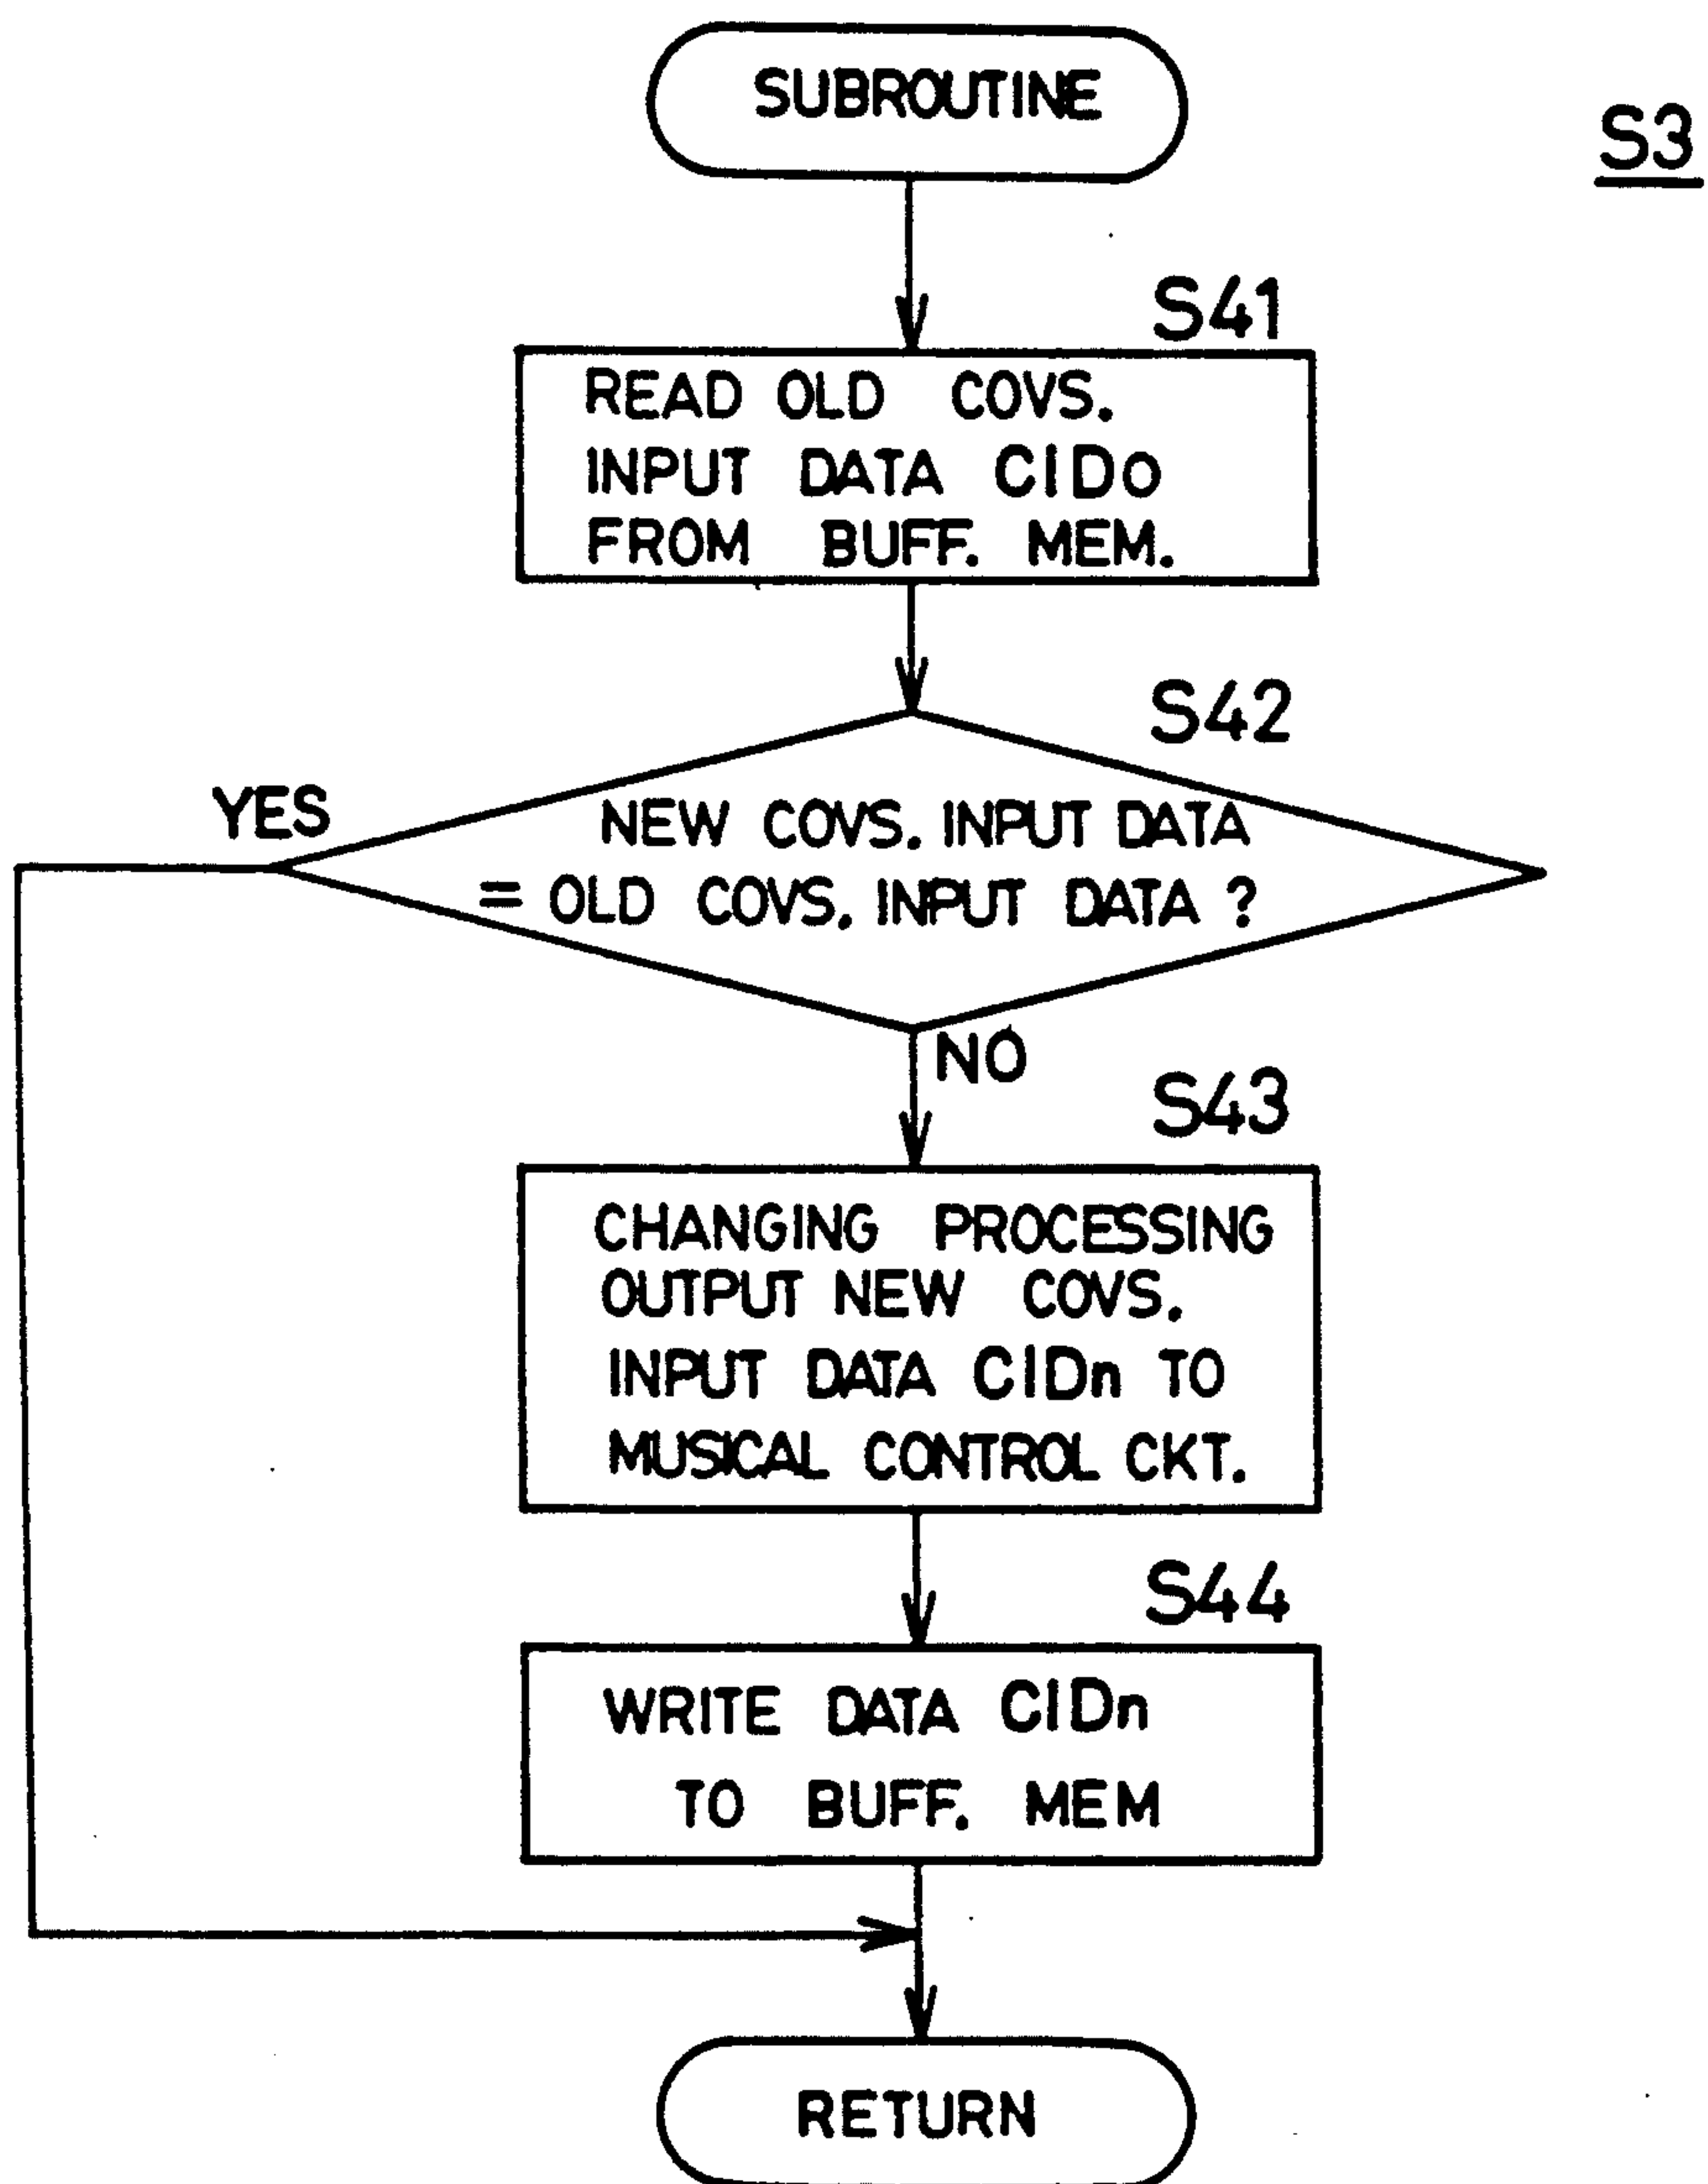 SUBROUTINE
S3
S41
READ OLD COVS.
INPUT DATA CIDo
FROM BUFF. MEM.
S42
YES
NEW COVS. INPUT DATA
= OLD COVS. INPUT DATA ?
NO
S43
CHANGING PROCESSING
OUTPUT NEW COVS.
INPUT DATA CIDn TO
MUSICAL CONTROL CKT.
S44
WRITE DATA CIDn
TO BUFF. MEM
RETURN